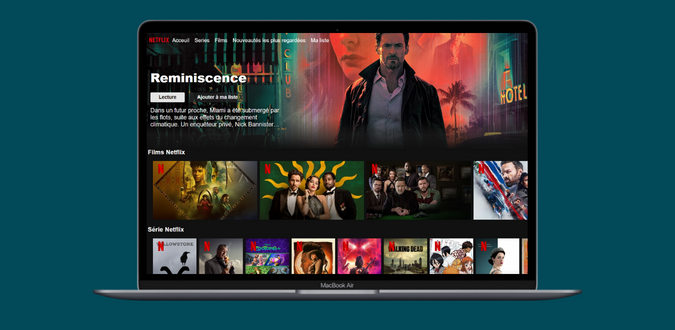 NETFLIX Acceuil Series Films Nouveautés les plus regardées Ma liste
CLUB
HOTEL
Reminiscence
Lecture Ajouter à ma liste
Dans un futur proche, Miami a été submergé par
les flots, suite aux effets du changement
climatique. Un enquêteur privé, Nick Bannister...
Films Netflix
Série Netflix
YELLOWSTONE
WALKING DEAD
MacBook Air